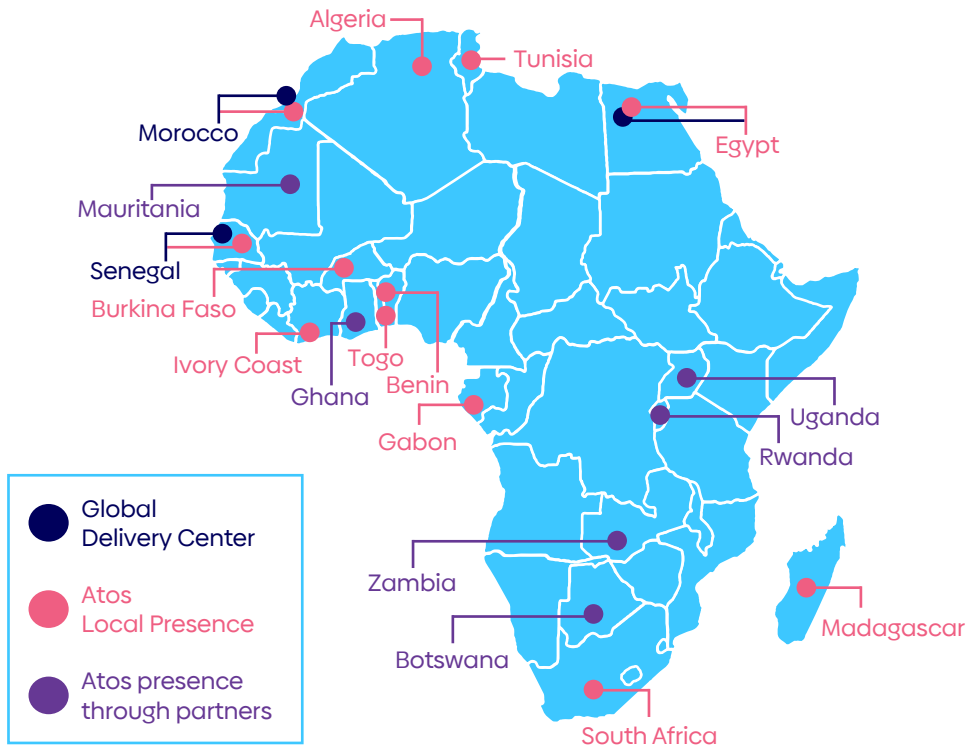 Algeria
Tunisia
Morocco
Egypt
Mauritania
Senegal
Burkina Faso
Ivory Coast
Togo
Ghana
Benin
Gabon
Uganda
Rwanda
Zambia
Madagascar
Botswana
South Africa
Global
Delivery Center
Atos
Local Presence
Atos presence
through partners